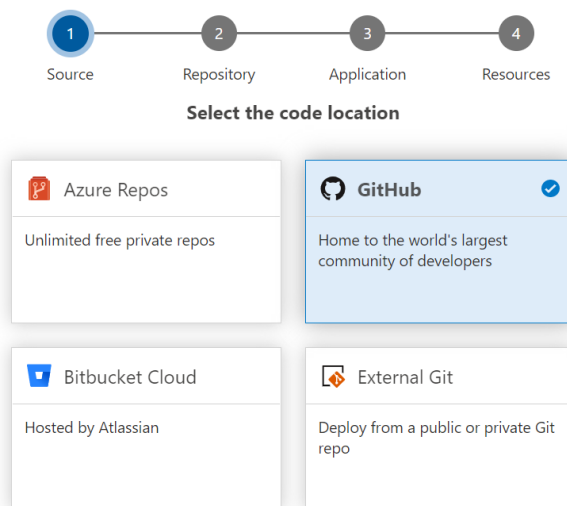 1 2 3 4
Source Repository Application Resources
Select the code location
Azure Repos
Unlimited free private repos
GitHub
Home to the world's largest
community of developers
Bitbucket Cloud
Hosted by Atlassian
External Git
Deploy from a public or private Git
repo